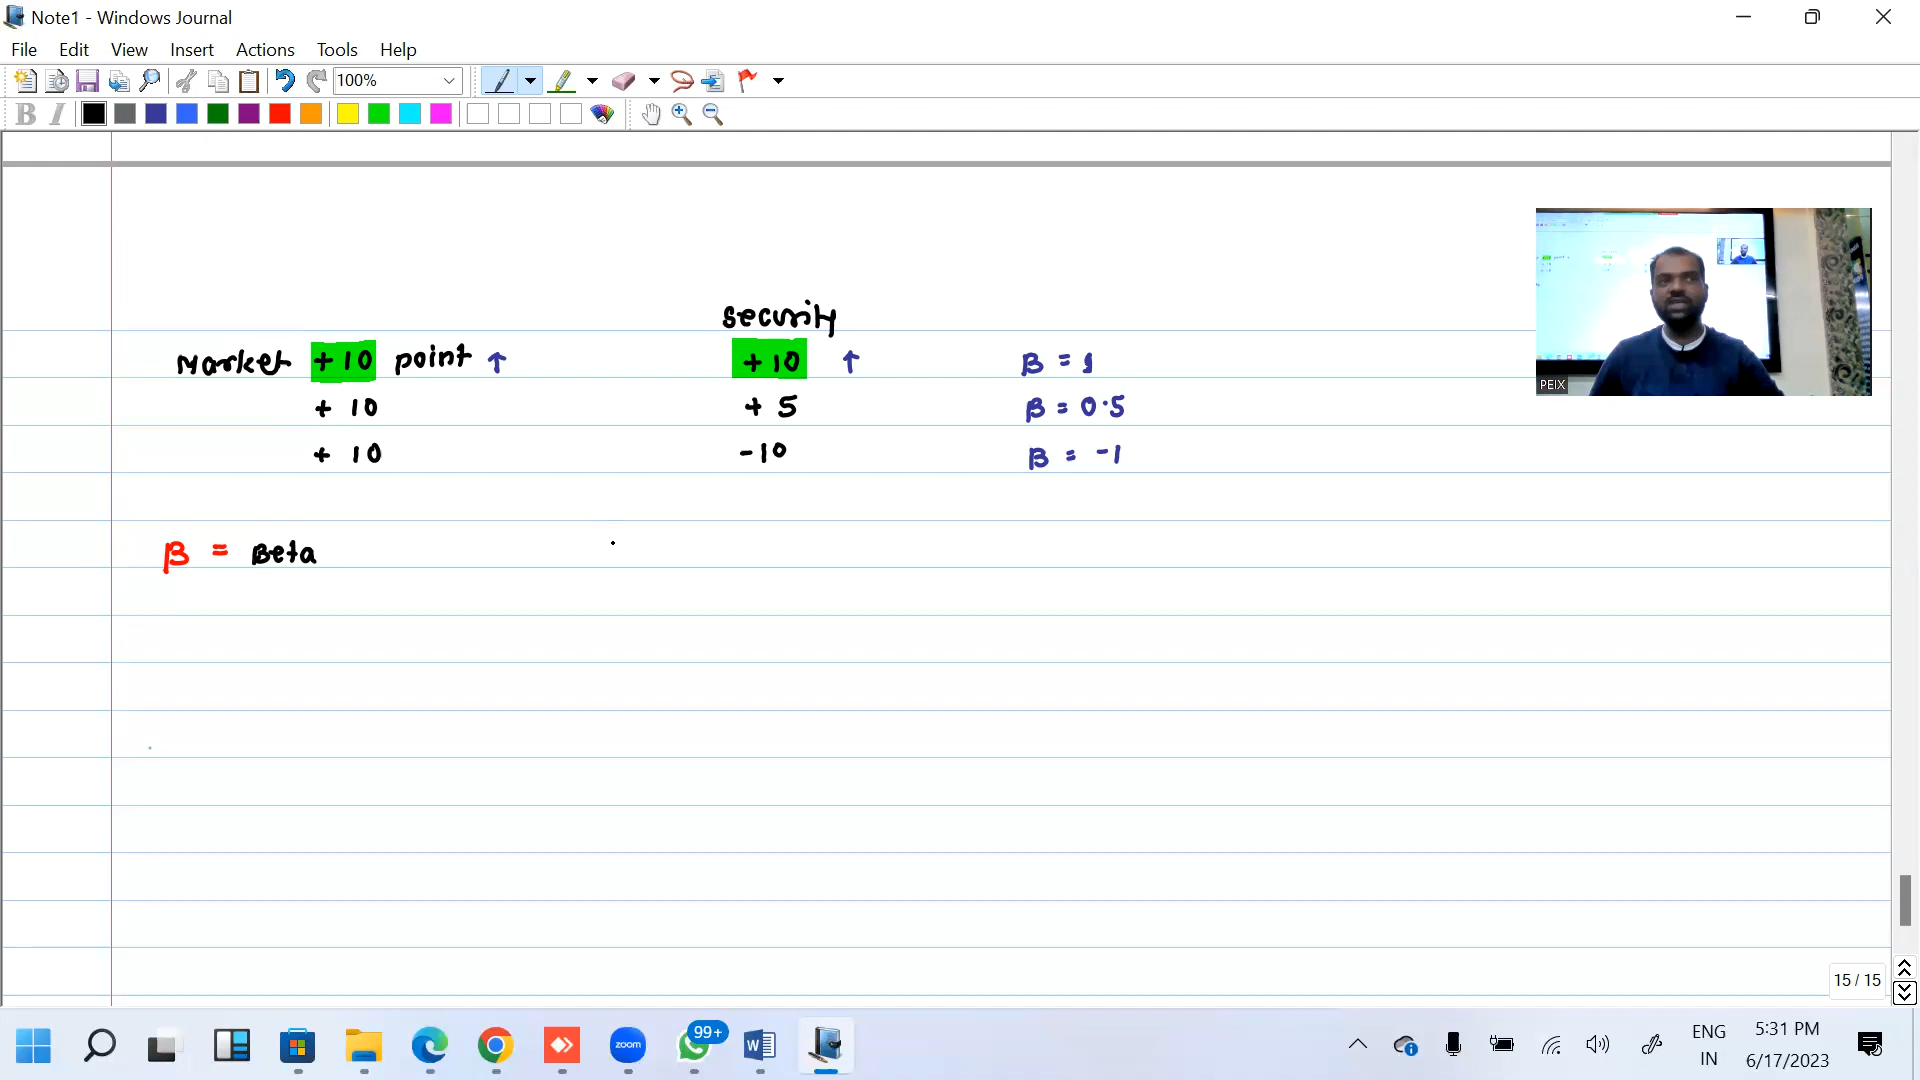 Note1 - Windows Journal
File Edit View Insert Actions Tools Help
100%
B I
security
Market +10 point ↑ +10 ↑ β = 1
+ 10 + 5 β = 0.5
+ 10 -10 β = -1
β = Beta
PEIX
15 / 15
zoom
99+
ENG
IN
5:31 PM
6/17/2023